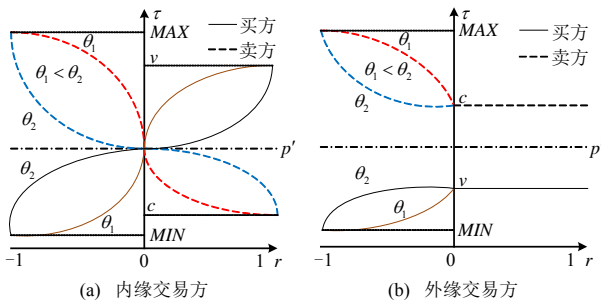 τ
MAX
买方
卖方
θ₁
v
θ₁ < θ₂
θ₂
p′
θ₂
c
θ₁
MIN
−1
0
1
r
(a) 内缘交易方
τ
MAX
买方
卖方
θ₁
θ₁ < θ₂
θ₂
c
p
θ₂
v
θ₁
MIN
−1
0
1
r
(b) 外缘交易方